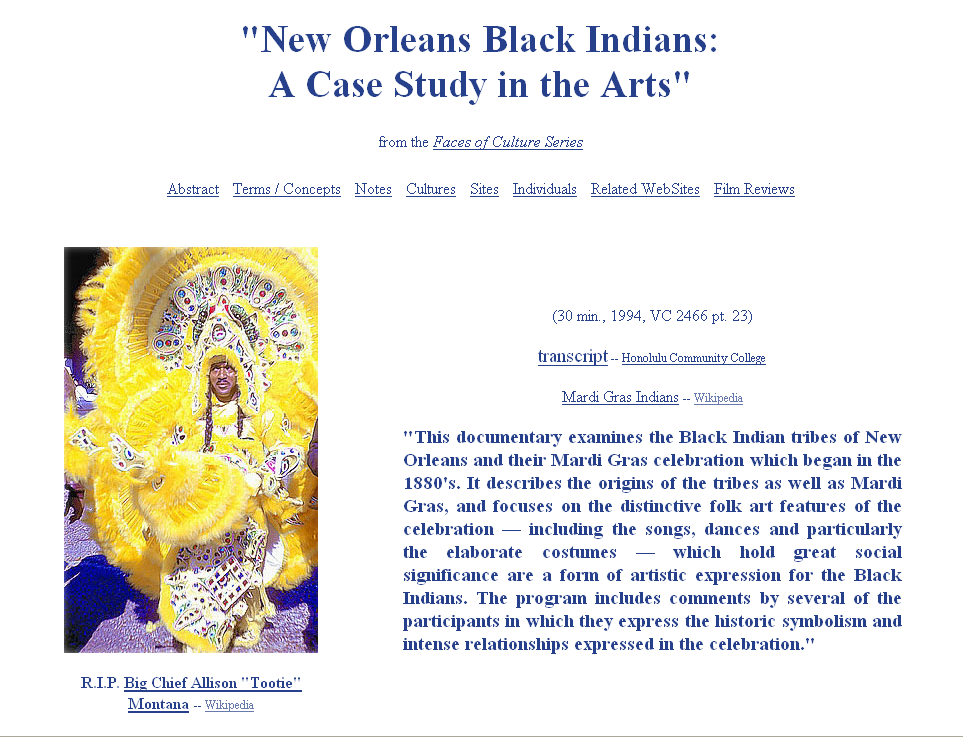 "New Orleans Black Indians:
A Case Study in the Arts"
from the Faces of Culture Series
Abstract Terms / Concepts Notes Cultures Sites Individuals Related WebSites Film Reviews
(30 min., 1994, VC 2466 pt. 23)
transcript -- Honolulu Community College
Mardi Gras Indians -- Wikipedia
"This documentary examines the Black Indian tribes of New
Orleans and their Mardi Gras celebration which began in the
1880's. It describes the origins of the tribes as well as Mardi
Gras, and focuses on the distinctive folk art features of the
celebration — including the songs, dances and particularly
the elaborate costumes — which hold great social
significance are a form of artistic expression for the Black
Indians. The program includes comments by several of the
participants in which they express the historic symbolism and
intense relationships expressed in the celebration."
R.I.P. Big Chief Allison "Tootie"
Montana -- Wikipedia